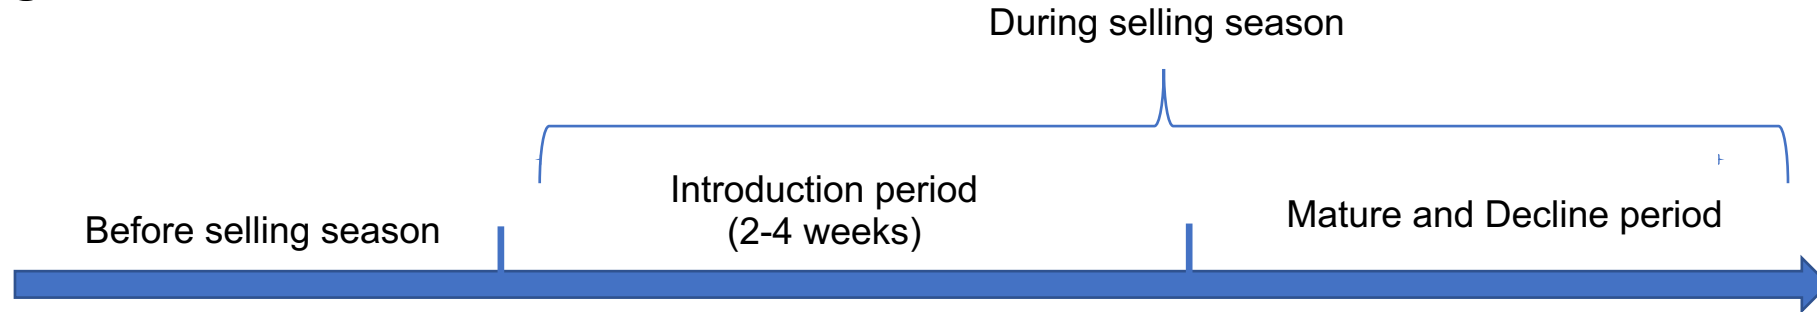 During selling season
Introduction period
(2-4 weeks)
Before selling season
Mature and Decline period